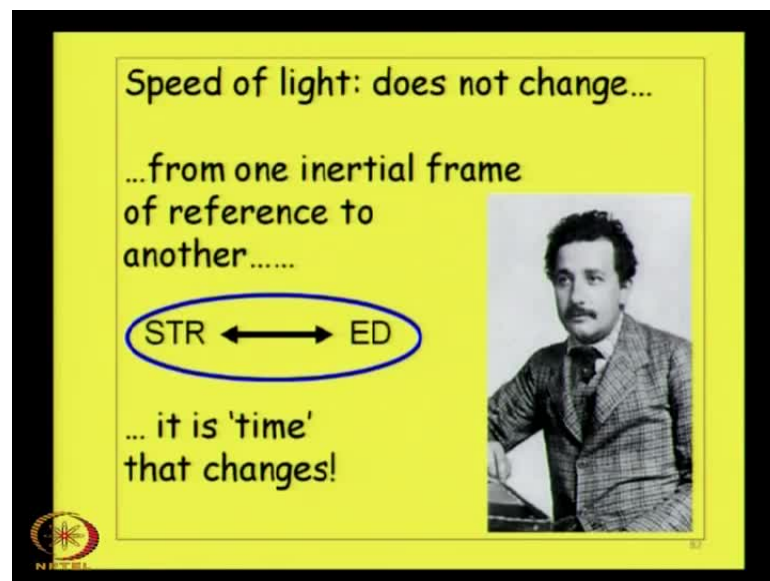 Speed of light: does not change…
…from one inertial frame
of reference to
another……
STR ED
… it is ‘time’
that changes!
NPTEL